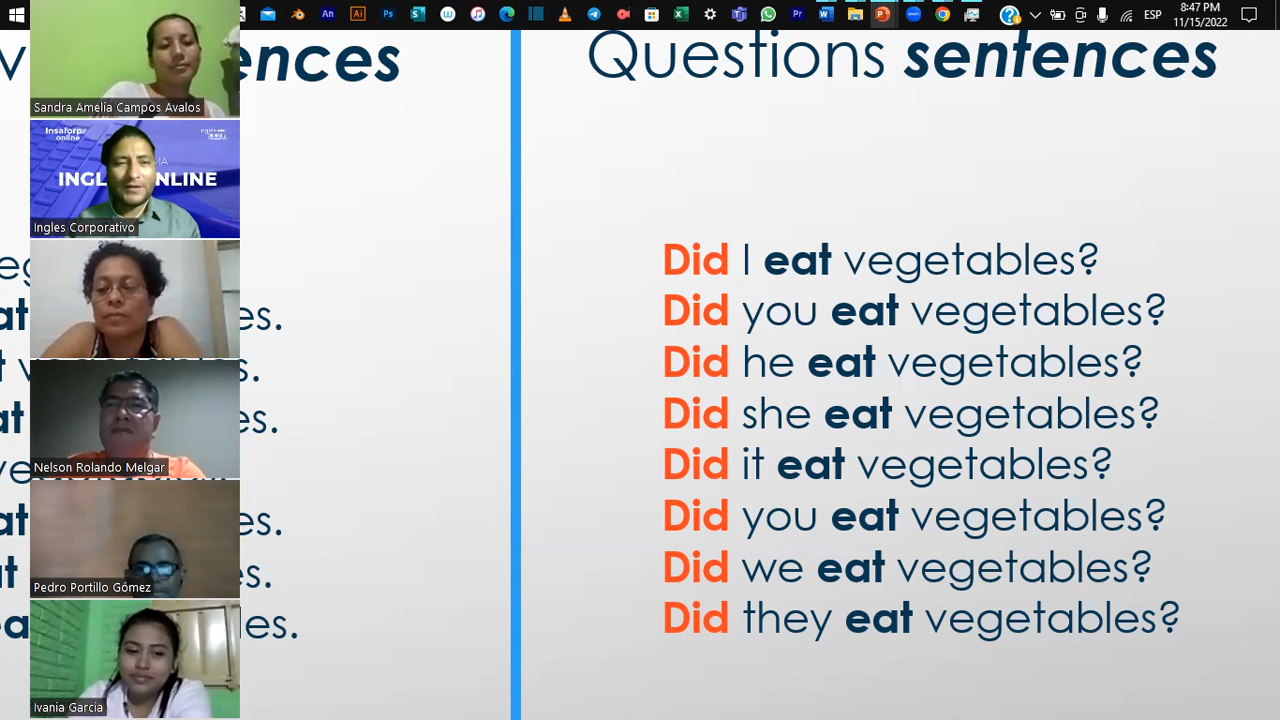 8:47 PM
ESP
11/15/2022
ences
es.
es.
es.
es.
es.
les.
Questions sentences
Did I eat vegetables?
Did you eat vegetables?
Did he eat vegetables?
Did she eat vegetables?
Did it eat vegetables?
Did you eat vegetables?
Did we eat vegetables?
Did they eat vegetables?
Sandra Amelia Campos Avalos
Insaforp
online
INGL NLINE
Ingles Corporativo
Nelson Rolando Melgar
Pedro Portillo Gómez
Ivania Garcia